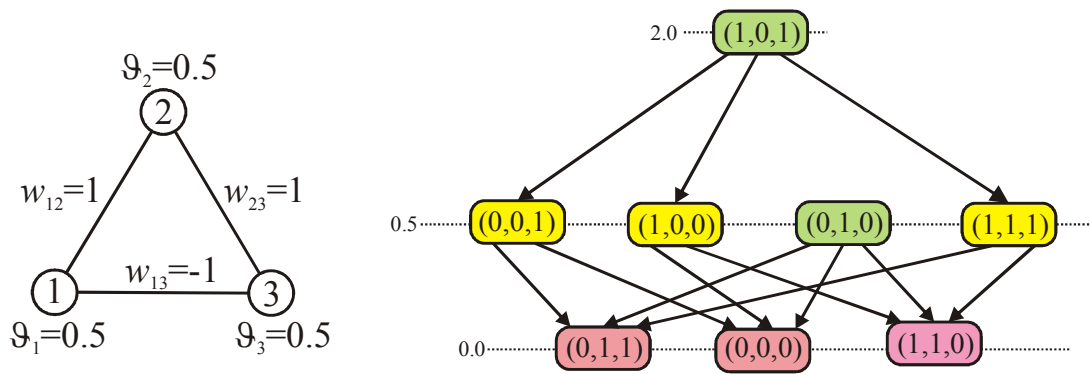 ϑ₂=0.5
2
w₁₂=1
w₂₃=1
1
w₁₃=-1
3
ϑ₁=0.5
ϑ₃=0.5
2.0
(1,0,1)
0.5
(0,0,1)
(1,0,0)
(0,1,0)
(1,1,1)
0.0
(0,1,1)
(0,0,0)
(1,1,0)